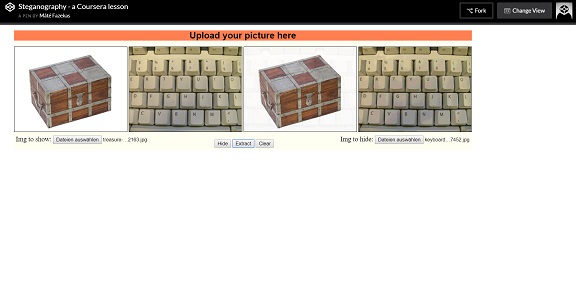 Steganography - a Coursera lesson
A PEN BY Máté Fazekas
Fork
Change View
Upload your picture here
Img to show: Dateien auswählen treasure-...2183.jpg
Hide Extract Clear
Img to hide: Dateien auswählen keyboard...7452.jpg